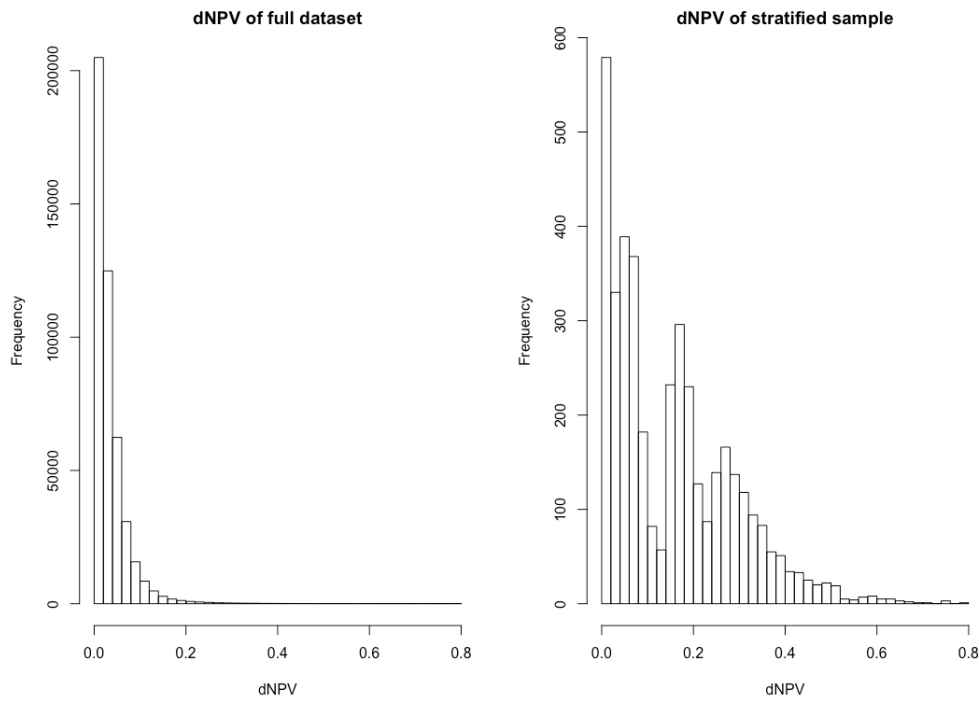 dNPV of full dataset
Frequency
200000
150000
100000
50000
0
0.0 0.2 0.4 0.6 0.8
dNPV
dNPV of stratified sample
Frequency
600
500
400
300
200
100
0
0.0 0.2 0.4 0.6 0.8
dNPV